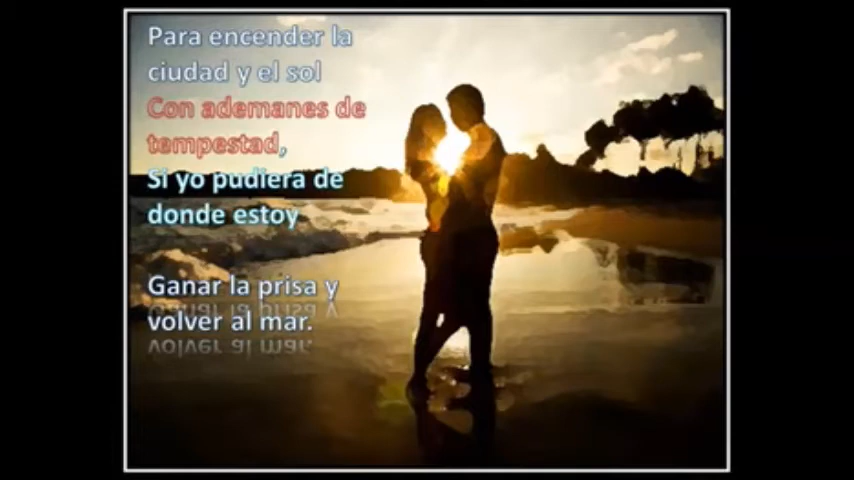 Para encender la
ciudad y el sol
Con ademanes de
tempestad,
Si yo pudiera de
donde estoy
Ganar la prisa y
volver al mar.